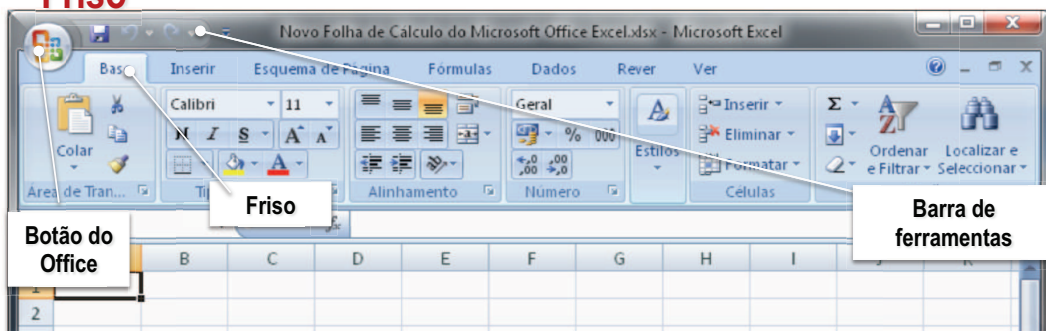 Friso
Novo Folha de Cálculo do Microsoft Office Excel.xlsx - Microsoft Excel
Bas Inserir Esquema de Página Fórmulas Dados Rever Ver
Calibri 11 Geral Inserir
N I S A A % 000 Eliminar
Colar Estilos Formatar Ordenar e Filtrar Localizar e Seleccionar
Área de Tran... Alinhamento Número Células
Friso
Botão do
Office
Barra de
ferramentas
B C D E F G H I
1
2